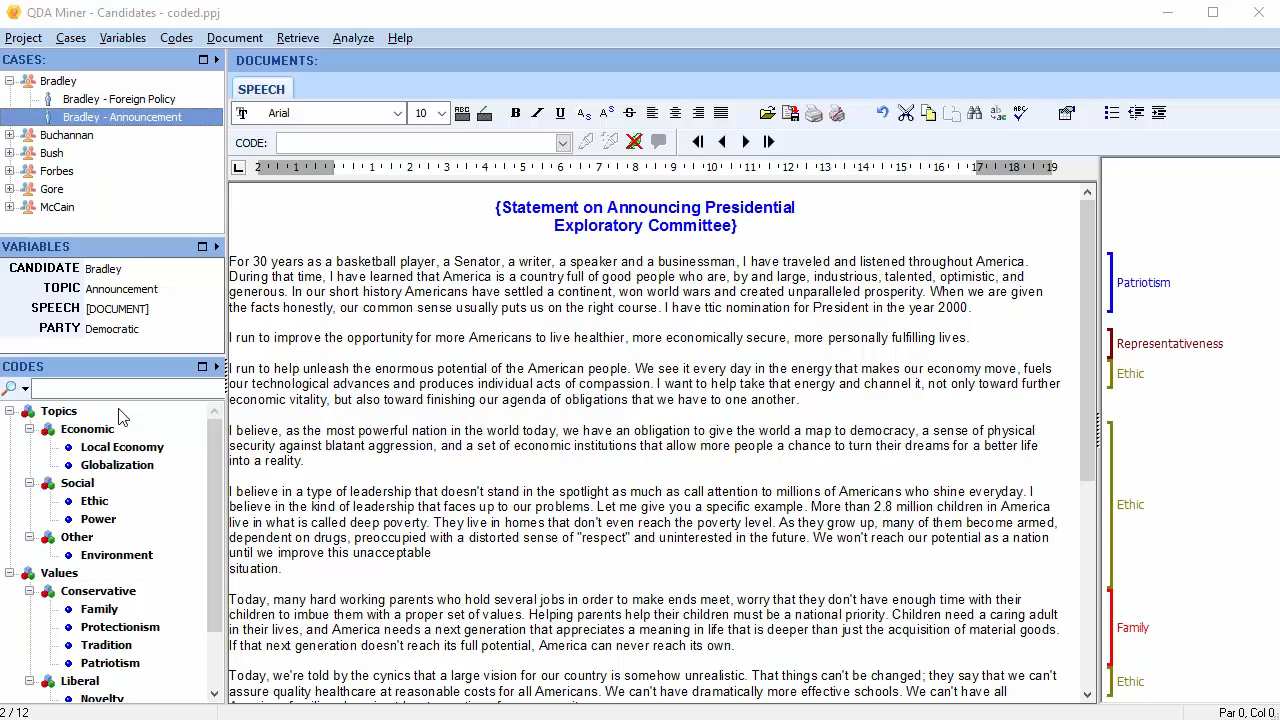 QDA Miner - Candidates - coded.ppj
Project Cases Variables Codes Document Retrieve Analyze Help
CASES:
Bradley
Bradley - Foreign Policy
Bradley - Announcement
Buchannan
Bush
Forbes
Gore
McCain
VARIABLES
CANDIDATE Bradley
TOPIC Announcement
SPEECH [DOCUMENT]
PARTY Democratic
CODES
Topics
Economic
Local Economy
Globalization
Social
Ethic
Power
Other
Environment
Values
Conservative
Family
Protectionism
Tradition
Patriotism
Liberal
Novelty
2 / 12
DOCUMENTS:
SPEECH
Arial 10
CODE:
2 1 1 2 3 4 5 6 7 8 9 10 11 12 13 14 15 16 17 18 19
{Statement on Announcing Presidential
Exploratory Committee}
For 30 years as a basketball player, a Senator, a writer, a speaker and a businessman, I have traveled and listened throughout America.
During that time, I have learned that America is a country full of good people who are, by and large, industrious, talented, optimistic, and
generous. In our short history Americans have settled a continent, won world wars and created unparalleled prosperity. When we are given
the facts honestly, our common sense usually puts us on the right course. I have ttic nomination for President in the year 2000.
I run to improve the opportunity for more Americans to live healthier, more economically secure, more personally fulfilling lives.
I run to help unleash the enormous potential of the American people. We see it every day in the energy that makes our economy move, fuels
our technological advances and produces individual acts of compassion. I want to help take that energy and channel it, not only toward further
economic vitality, but also toward finishing our agenda of obligations that we have to one another.
I believe, as the most powerful nation in the world today, we have an obligation to give the world a map to democracy, a sense of physical
security against blatant aggression, and a set of economic institutions that allow more people a chance to turn their dreams for a better life
into a reality.
I believe in a type of leadership that doesn't stand in the spotlight as much as call attention to millions of Americans who shine everyday. I
believe in the kind of leadership that faces up to our problems. Let me give you a specific example. More than 2.8 million children in America
live in what is called deep poverty. They live in homes that don't even reach the poverty level. As they grow up, many of them become armed,
dependent on drugs, preoccupied with a distorted sense of "respect" and uninterested in the future. We won't reach our potential as a nation
until we improve this unacceptable
situation.
Today, many hard working parents who hold several jobs in order to make ends meet, worry that they don't have enough time with their
children to imbue them with a proper set of values. Helping parents help their children must be a national priority. Children need a caring adult
in their lives, and America needs a next generation that appreciates a meaning in life that is deeper than just the acquisition of material goods.
If that next generation doesn't reach its full potential, America can never reach its own.
Today, we're told by the cynics that a large vision for our country is somehow unrealistic. That things can't be changed; they say that we can't
assure quality healthcare at reasonable costs for all Americans. We can't have dramatically more effective schools. We can't have all
Patriotism
Representativeness
Ethic
Ethic
Family
Ethic
Par 0, Col 0